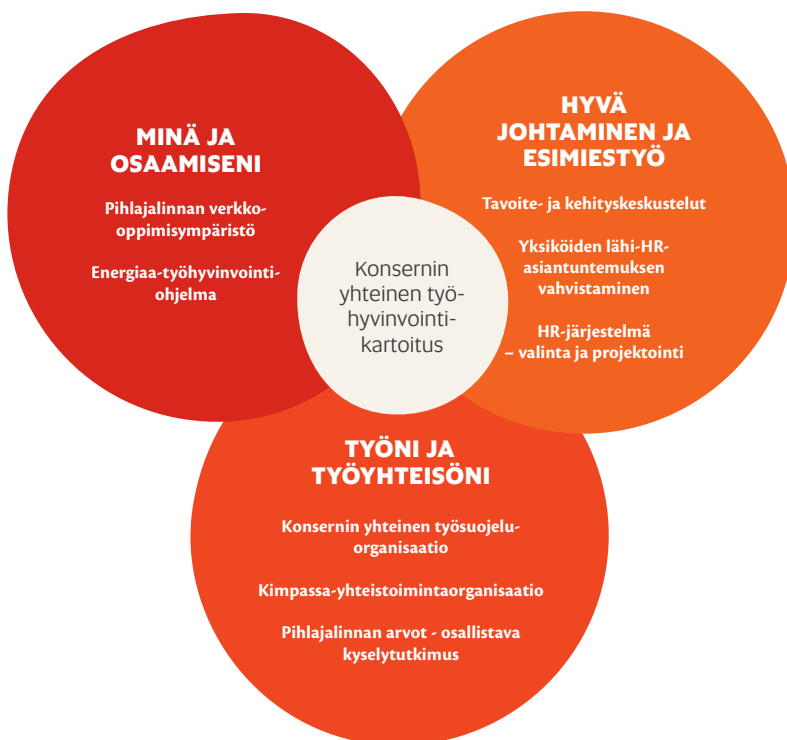 MINÄ JA
OSAAMISENI
Pihlajalinnan verkko-
oppimisympäristö
Energiaa-työhyvinvointi-
ohjelma
HYVÄ
JOHTAMINEN JA
ESIMIESTYÖ
Tavoite- ja kehityskeskustelut
Yksiköiden lähi-HR-
asiantuntemuksen
vahvistaminen
HR-järjestelmä
– valinta ja projektointi
Konsernin
yhteinen työ-
hyvinvointi-
kartoitus
TYÖNI JA
TYÖYHTEISÖNI
Konsernin yhteinen työsuojelu-
organisaatio
Kimpassa-yhteistoimintaorganisaatio
Pihlajalinnan arvot - osallistava
kyselytutkimus